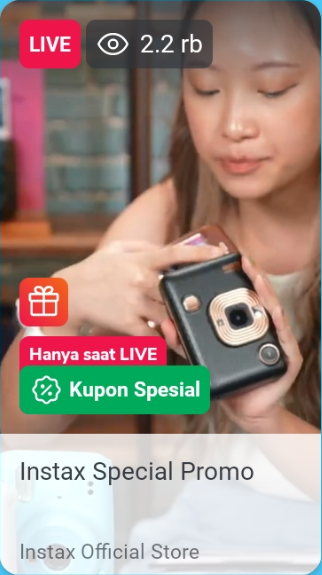 LIVE
2.2 rb
Hanya saat LIVE
Kupon Spesial
Instax Special Promo
Instax Official Store